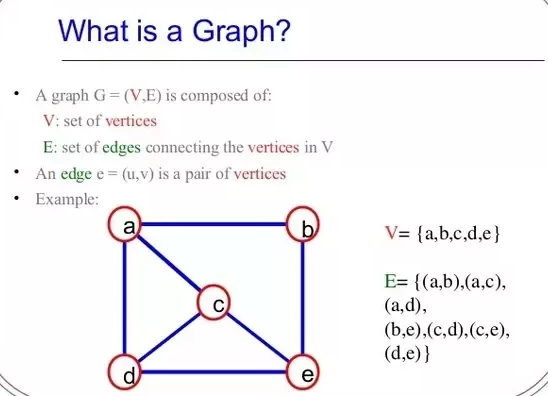 What is a Graph?
• A graph G = (V,E) is composed of:
V: set of vertices
E: set of edges connecting the vertices in V
• An edge e = (u,v) is a pair of vertices
• Example:
a
b
V= {a,b,c,d,e}
E= {(a,b),(a,c),
(a,d),
(b,e),(c,d),(c,e),
(d,e)}
c
d
e